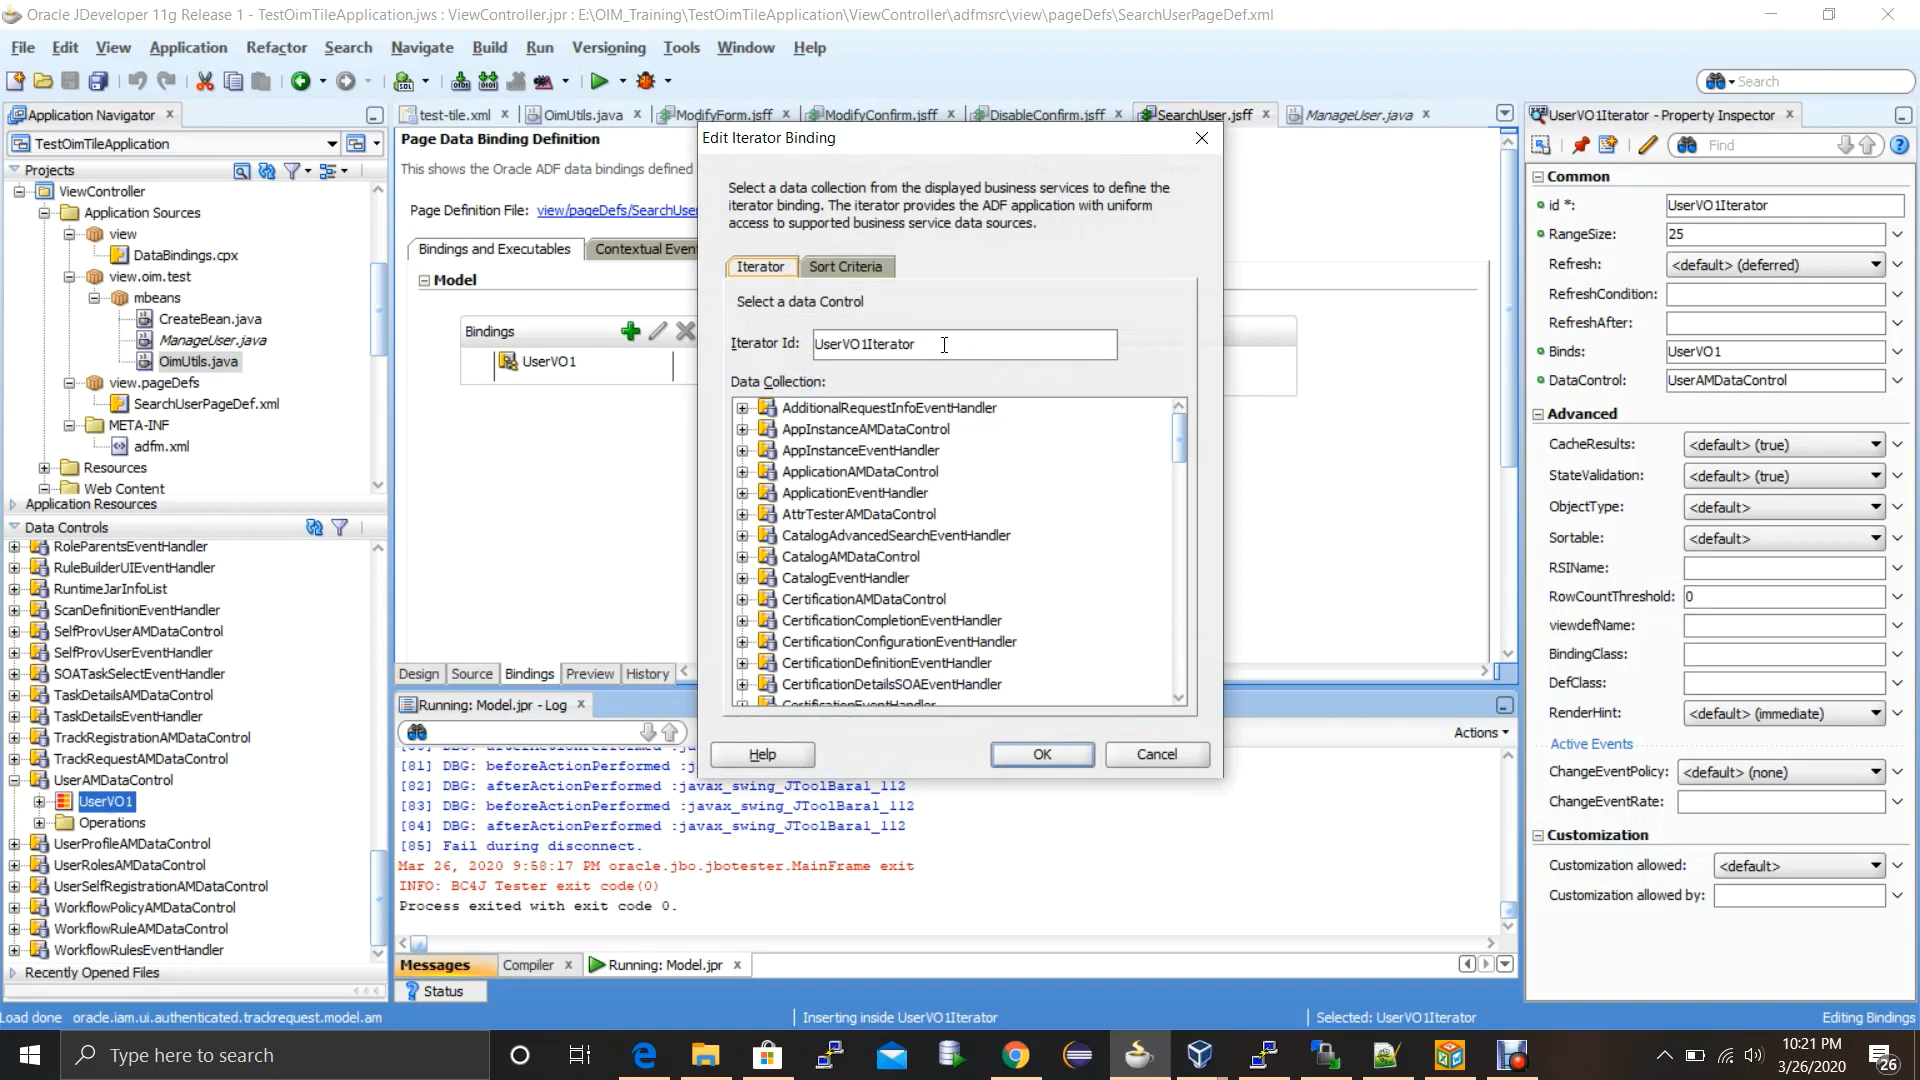 Oracle JDeveloper 11g Release 1 - TestOimTileApplication.jws : ViewController.jpr : E:\OIM_Training\TestOimTileApplication\ViewController\adfmsrc\view\pageDefs\SearchUserPageDef.xml
File Edit View Application Refactor Search Navigate Build Run Versioning Tools Window Help
Search
Application Navigator
TestOimTileApplication
Projects
ViewController
Application Sources
view
DataBindings.cpx
view.oim.test
mbeans
CreateBean.java
ManageUser.java
OimUtils.java
view.pageDefs
SearchUserPageDef.xml
META-INF
adfm.xml
Resources
Web Content
Application Resources
Data Controls
RoleParentsEventHandler
RuleBuilderUIEventHandler
RuntimeJarInfoList
ScanDefinitionEventHandler
SelfProvUserAMDataControl
SelfProvUserEventHandler
SOATaskSelectEventHandler
TaskDetailsAMDataControl
TaskDetailsEventHandler
TrackRegistrationAMDataControl
TrackRequestAMDataControl
UserAMDataControl
UserVO1
Operations
UserProfileAMDataControl
UserRolesAMDataControl
UserSelfRegistrationAMDataControl
WorkflowPolicyAMDataControl
WorkflowRuleAMDataControl
WorkflowRulesEventHandler
Recently Opened Files
test-tile.xml OimUtils.java ModifyForm.jsff ModifyConfirm.jsff DisableConfirm.jsff SearchUser.jsff ManageUser.java
Page Data Binding Definition
This shows the Oracle ADF data bindings defined
Page Definition File: view/pageDefs/SearchUser
Bindings and Executables Contextual Even
Model
Bindings
UserVO1
Design Source Bindings Preview History
Edit Iterator Binding
Select a data collection from the displayed business services to define the
iterator binding. The iterator provides the ADF application with uniform
access to supported business service data sources.
Iterator Sort Criteria
Select a data Control
Iterator Id: UserVO1Iterator
Data Collection:
AdditionalRequestInfoEventHandler
AppInstanceAMDataControl
AppInstanceEventHandler
ApplicationAMDataControl
ApplicationEventHandler
AttrTesterAMDataControl
CatalogAdvancedSearchEventHandler
CatalogAMDataControl
CatalogEventHandler
CertificationAMDataControl
CertificationCompletionEventHandler
CertificationConfigurationEventHandler
CertificationDefinitionEventHandler
CertificationDetailsSOAEventHandler
CertificationEventHandler
Help OK Cancel
Running: Model.jpr - Log
Actions
[81] DBG: beforeActionPerformed :j
[82] DBG: afterActionPerformed :javax_swing_JToolBara1_112
[83] DBG: beforeActionPerformed :javax_swing_JToolBara1_112
[84] DBG: afterActionPerformed :javax_swing_JToolBara1_112
[85] Fail during disconnect.
Mar 26, 2020 9:58:17 PM oracle.jbo.jbotester.MainFrame exit
INFO: BC4J Tester exit code(0)
Process exited with exit code 0.
Messages Compiler Running: Model.jpr
Status
UserVO1Iterator - Property Inspector
Find
Common
id *: UserVO1Iterator
RangeSize: 25
Refresh: <default> (deferred)
RefreshCondition:
RefreshAfter:
Binds: UserVO1
DataControl: UserAMDataControl
Advanced
CacheResults: <default> (true)
StateValidation: <default> (true)
ObjectType: <default>
Sortable: <default>
RSIName:
RowCountThreshold: 0
viewdefName:
BindingClass:
DefClass:
RenderHint: <default> (immediate)
Active Events
ChangeEventPolicy: <default> (none)
ChangeEventRate:
Customization
Customization allowed: <default>
Customization allowed by:
Load done oracle.iam.ui.authenticated.trackrequest.model.am
Inserting inside UserVO1Iterator
Selected: UserVO1Iterator
Editing Bindings
Type here to search
10:21 PM
3/26/2020
26